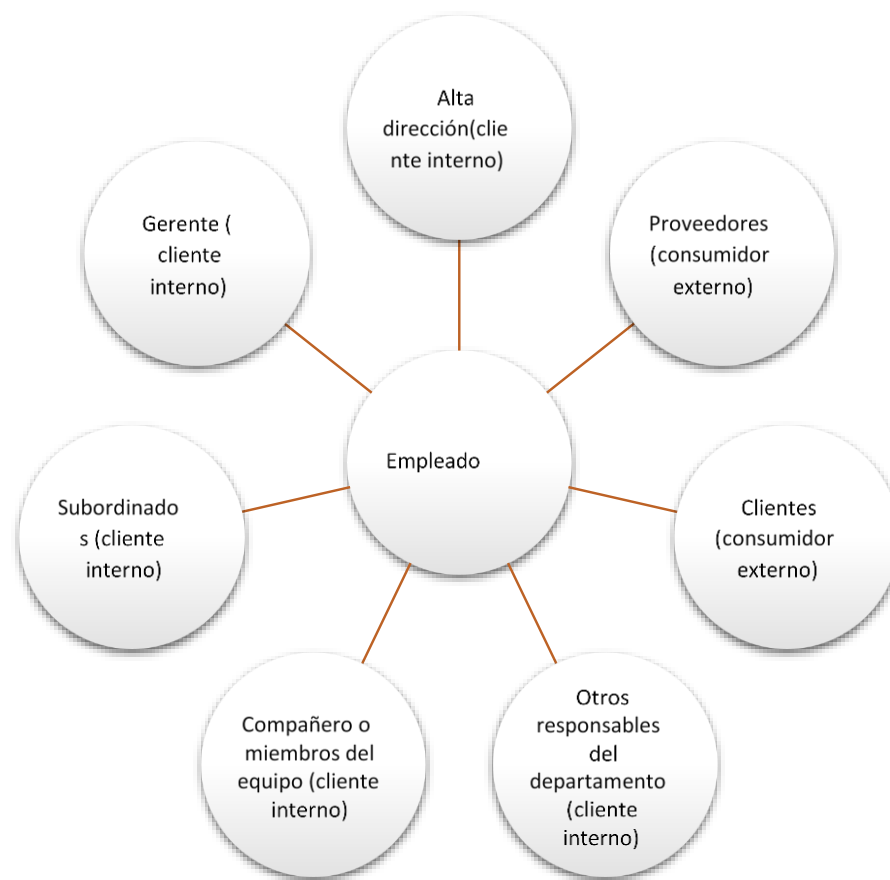 Alta
dirección(clie
nte interno)
Gerente (
cliente
interno)
Proveedores
(consumidor
externo)
Empleado
Subordinado
s (cliente
interno)
Clientes
(consumidor
externo)
Compañero o
miembros del
equipo (cliente
interno)
Otros
responsables
del
departamento
(cliente
interno)